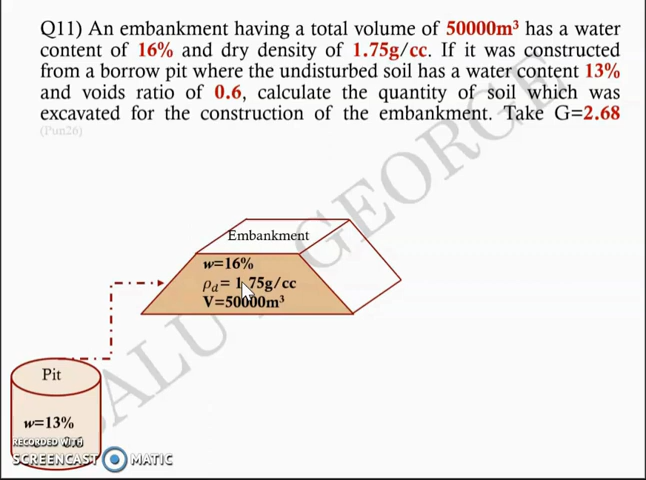 Q11) An embankment having a total volume of 50000m³ has a water
content of 16% and dry density of 1.75g/cc. If it was constructed
from a borrow pit where the undisturbed soil has a water content 13%
and voids ratio of 0.6, calculate the quantity of soil which was
excavated for the construction of the embankment. Take G=2.68
(Pun26)
GEORGE
Embankment
w=16%
ρd= 1.75g/cc
V=50000m³
Pit
w=13%
RECORDED WITH
SCREENCAST MATIC